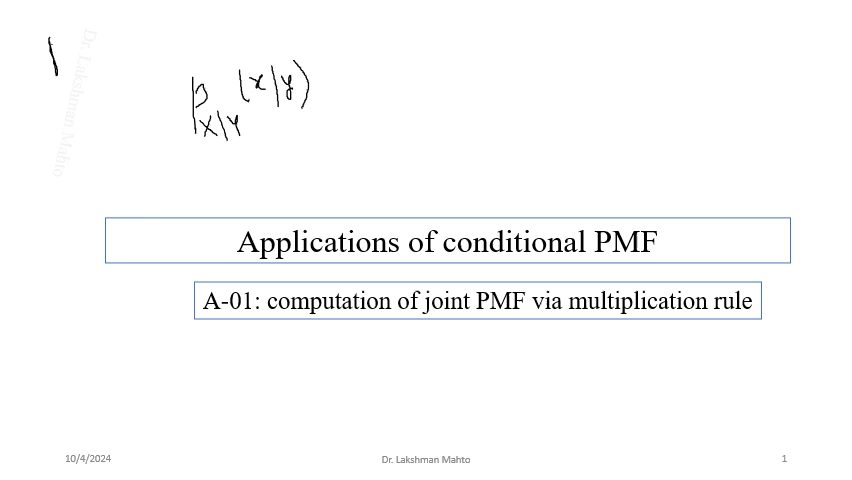 Dr. Lakshman Mahto
p (x|y)
X|Y
Applications of conditional PMF
A-01: computation of joint PMF via multiplication rule
10/4/2024 Dr. Lakshman Mahto 1